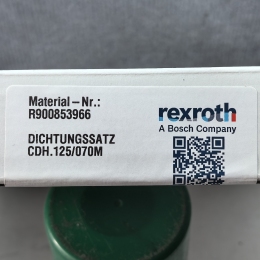 Material – Nr.:
R900853966
rexroth
A Bosch Company
DICHTUNGSSATZ
CDH.125/070M